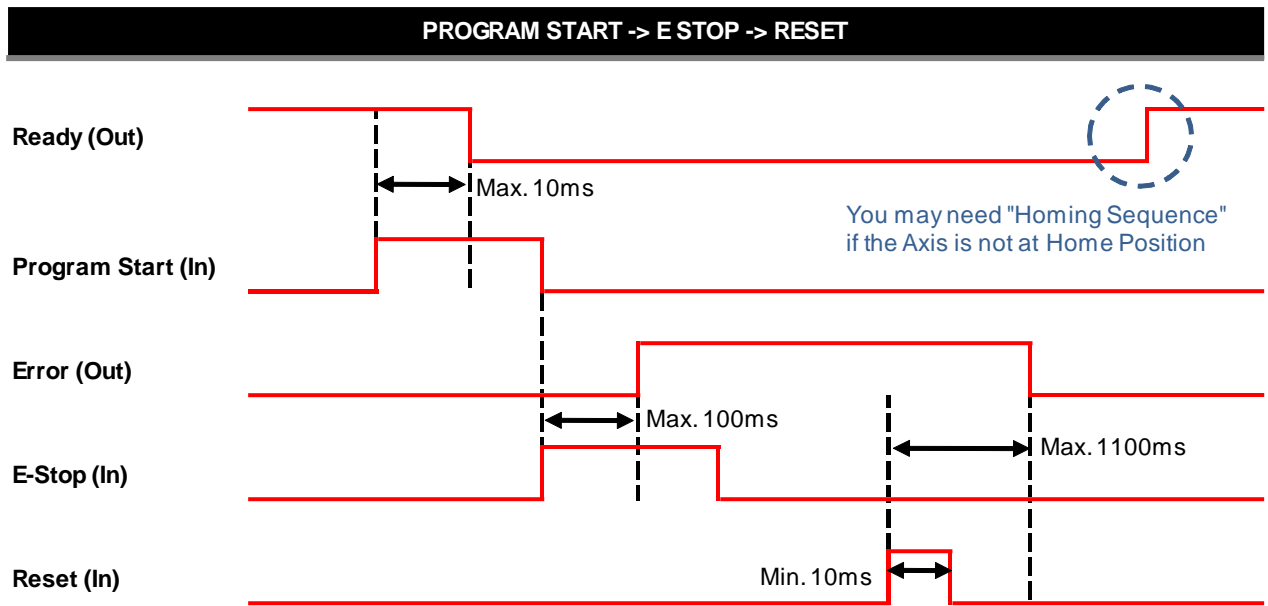 PROGRAM START -> E STOP -> RESET
Ready (Out)
Max. 10ms
You may need "Homing Sequence"
if the Axis is not at Home Position
Program Start (In)
Error (Out)
Max. 100ms
Max. 1100ms
E-Stop (In)
Min. 10ms
Reset (In)